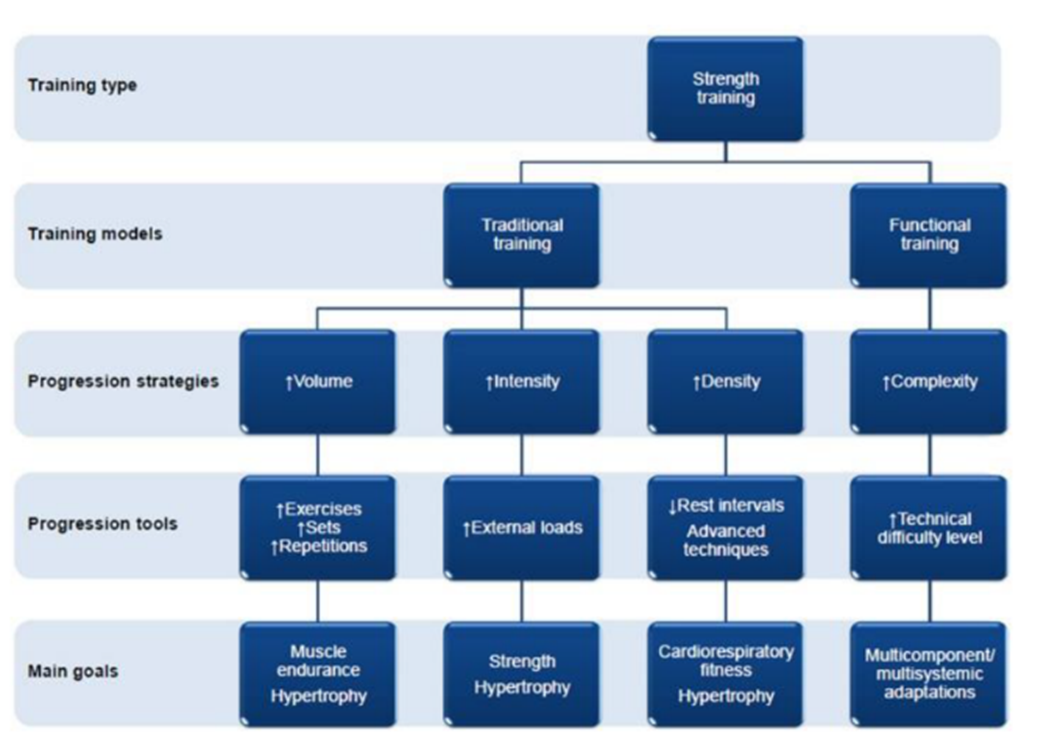 Training type
Strength
training
Training models
Traditional
training
Functional
training
Progression strategies
↑Volume
↑Intensity
↑Density
↑Complexity
Progression tools
↑Exercises
↑Sets
↑Repetitions
↑External loads
↓Rest intervals
Advanced
techniques
↑Technical
difficulty level
Main goals
Muscle
endurance
Hypertrophy
Strength
Hypertrophy
Cardiorespiratory
fitness
Hypertrophy
Multicomponent/
multisystemic
adaptations